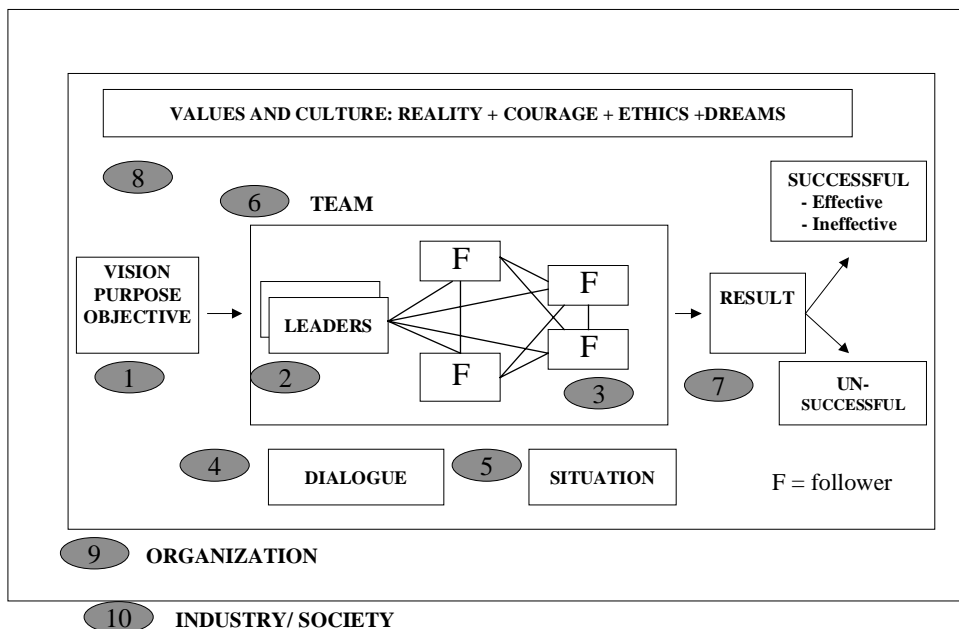 VALUES AND CULTURE: REALITY + COURAGE + ETHICS +DREAMS
8
SUCCESSFUL
- Effective
- Ineffective
6
TEAM
VISION
PURPOSE
OBJECTIVE
F
F
LEADERS
RESULT
F
F
1
2
3
7
UN-
SUCCESSFUL
4
DIALOGUE
5
SITUATION
F = follower
9
ORGANIZATION
10
INDUSTRY/ SOCIETY